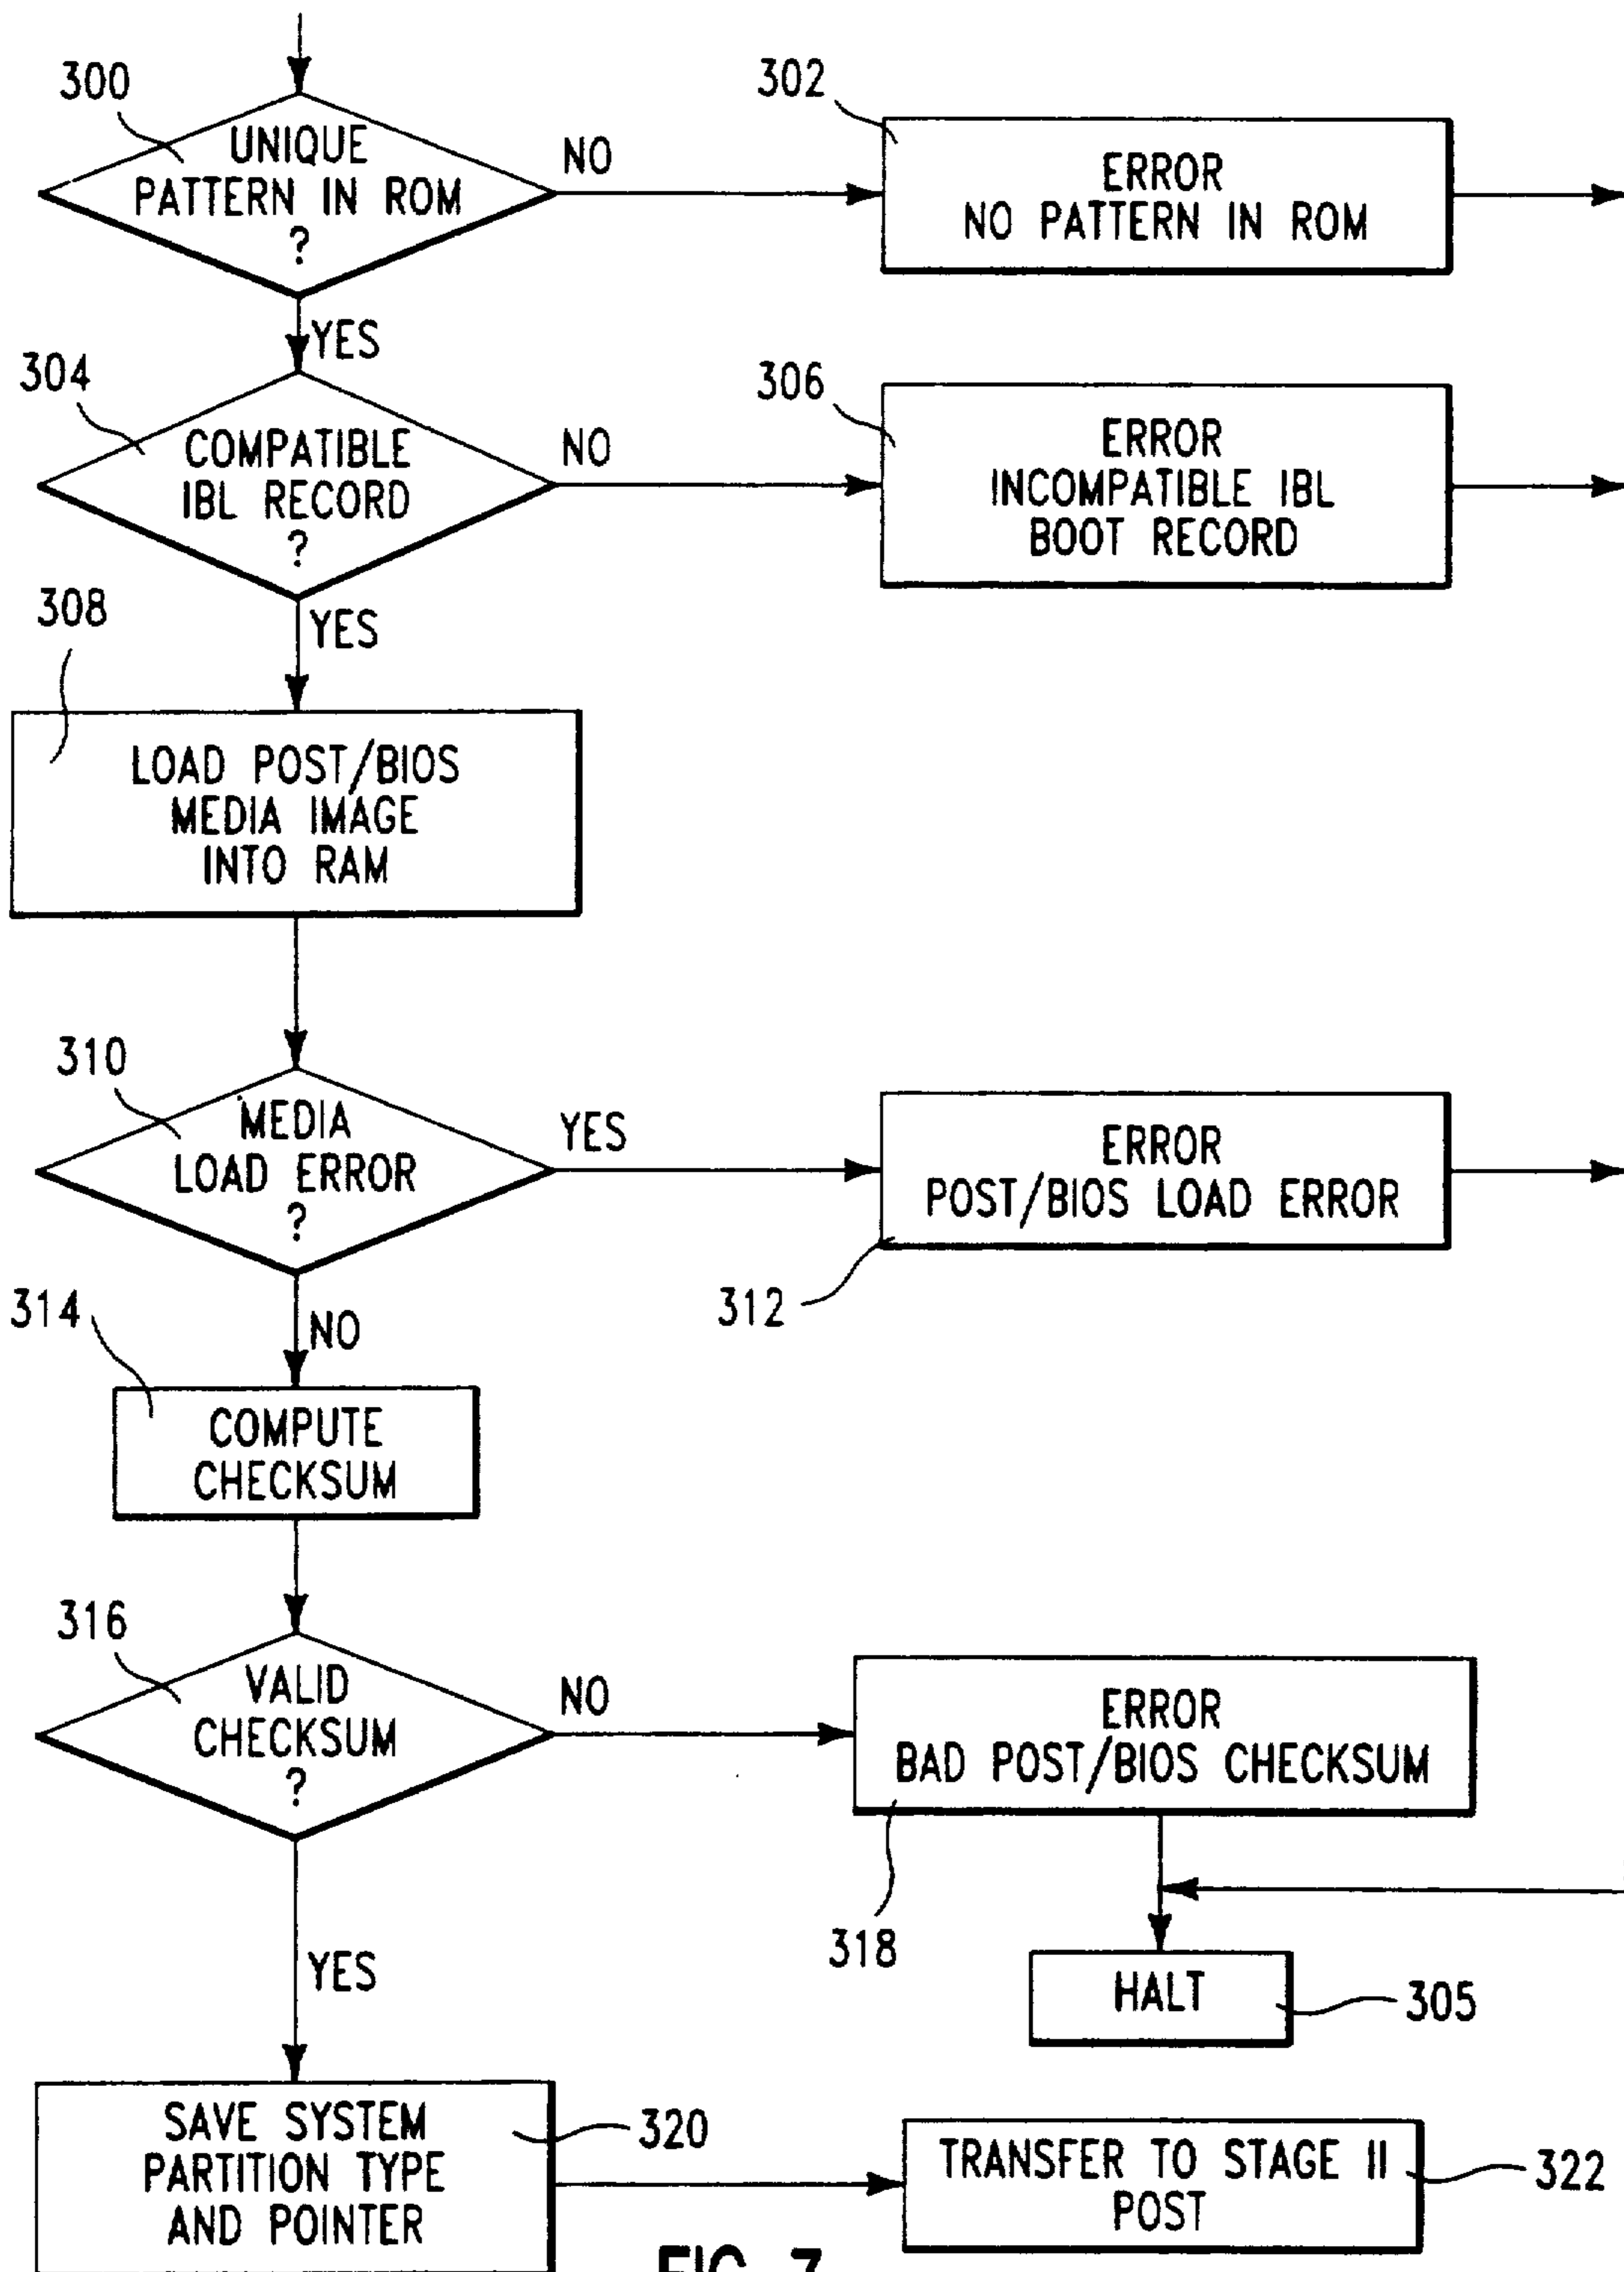 300
UNIQUE
PATTERN IN ROM
?
NO
302
ERROR
NO PATTERN IN ROM
YES
304
COMPATIBLE
IBL RECORD
?
NO
306
ERROR
INCOMPATIBLE IBL
BOOT RECORD
YES
308
LOAD POST/BIOS
MEDIA IMAGE
INTO RAM
310
MEDIA
LOAD ERROR
?
YES
ERROR
POST/BIOS LOAD ERROR
312
NO
314
COMPUTE
CHECKSUM
316
VALID
CHECKSUM
?
NO
ERROR
BAD POST/BIOS CHECKSUM
318
YES
HALT
305
SAVE SYSTEM
PARTITION TYPE
AND POINTER
320
TRANSFER TO STAGE II
POST
322
FIG.